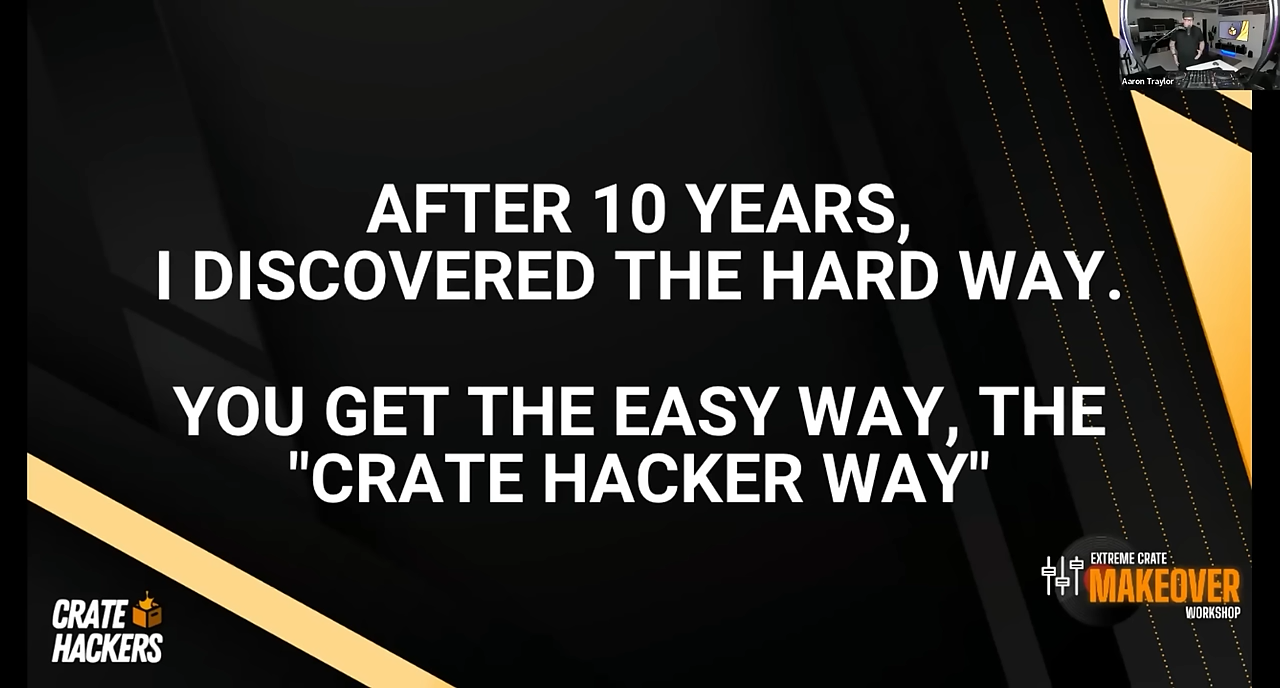 Aaron Traylor
AFTER 10 YEARS,
I DISCOVERED THE HARD WAY.
YOU GET THE EASY WAY, THE
"CRATE HACKER WAY"
EXTREME CRATE
MAKEOVER
WORKSHOP
CRATE
HACKERS